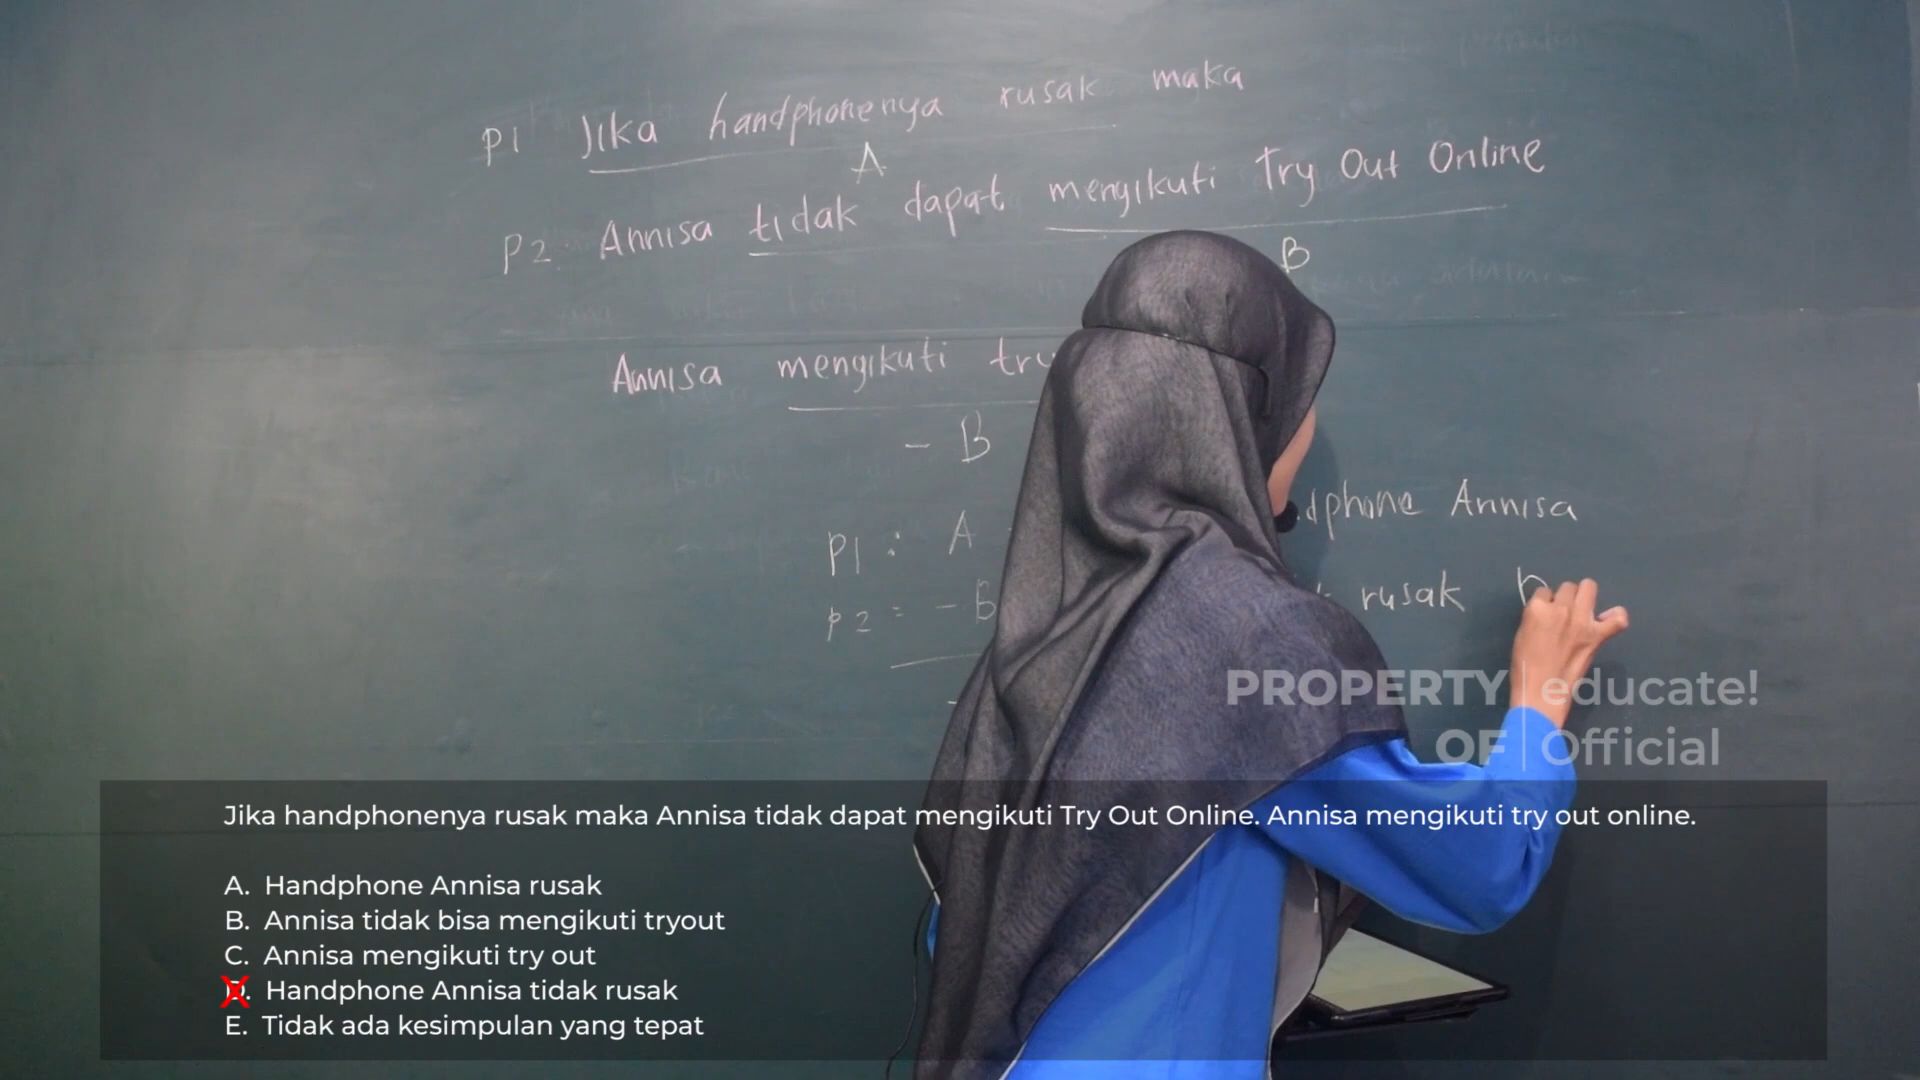 P1 Jika handphonenya rusak maka
A
P2: Annisa tidak dapat mengikuti Try Out Online
B
Annisa mengikuti
- B
dphone Annisa
P1 : A
rusak
P2 = - B
PROPERTY educate!
OF Official
Jika handphonenya rusak maka Annisa tidak dapat mengikuti Try Out Online. Annisa mengikuti try out online.
A. Handphone Annisa rusak
B. Annisa tidak bisa mengikuti tryout
C. Annisa mengikuti try out
D. Handphone Annisa tidak rusak
E. Tidak ada kesimpulan yang tepat